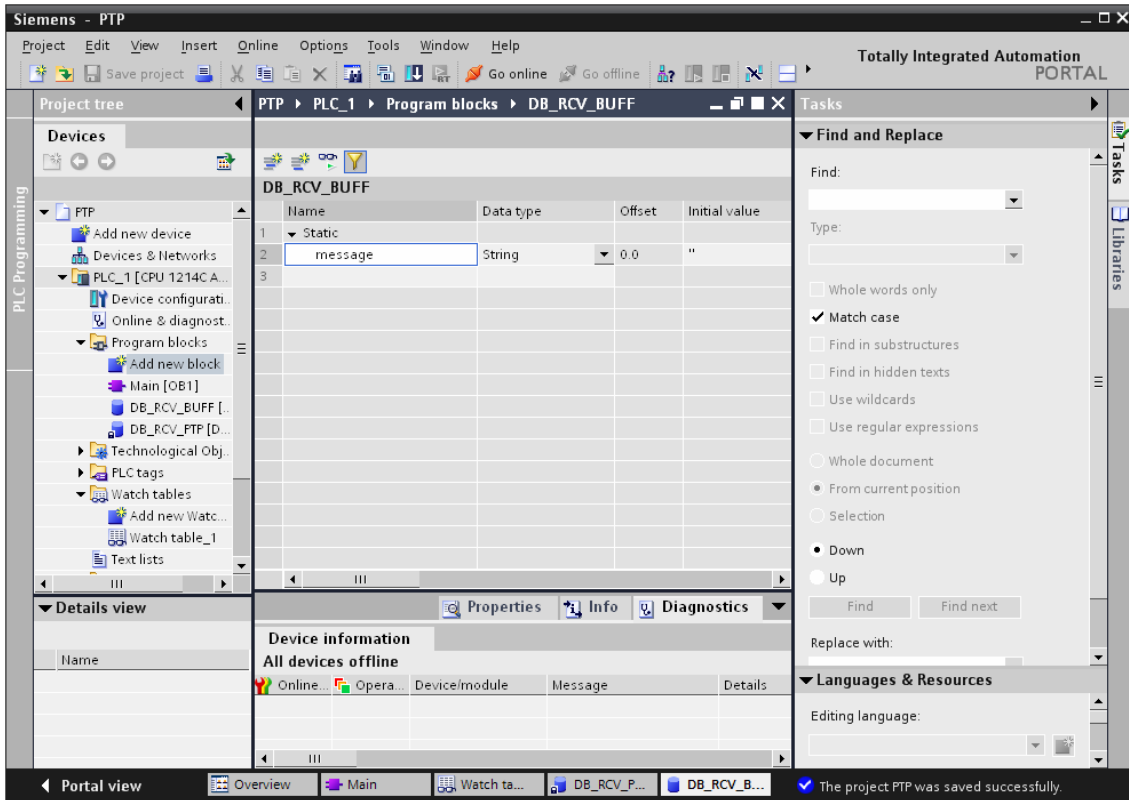 Siemens - PTP
Project Edit View Insert Online Options Tools Window Help
Totally Integrated Automation
PORTAL
Save project Go online Go offline
Project tree
Devices
PLC Programming
PTP
Add new device
Devices & Networks
PLC_1 [CPU 1214C A...
Device configurati..
Online & diagnost..
Program blocks
Add new block
Main [OB1]
DB_RCV_BUFF [..
DB_RCV_PTP [D...
Technological Obj..
PLC tags
Watch tables
Add new Watc...
Watch table_1
Text lists
Details view
Name
PTP PLC_1 Program blocks DB_RCV_BUFF
DB_RCV_BUFF
Name Data type Offset Initial value
1 Static
2 message String 0.0 ''
3
Properties Info Diagnostics
Device information
All devices offline
Online... Opera... Device/module Message Details
Tasks
Find and Replace
Find:
Type:
Whole words only
Match case
Find in substructures
Find in hidden texts
Use wildcards
Use regular expressions
Whole document
From current position
Selection
Down
Up
Find Find next
Replace with:
Languages & Resources
Editing language:
Tasks
Libraries
Portal view Overview Main Watch ta... DB_RCV_P... DB_RCV_B... The project PTP was saved successfully.